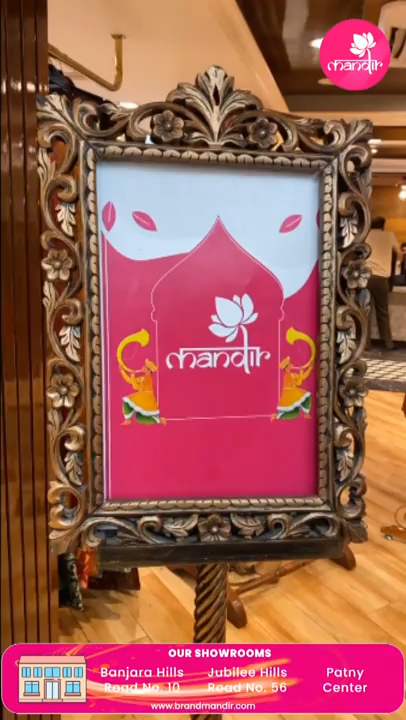 mandir
mandir
OUR SHOWROOMS
Banjara Hills Jubilee Hills Patny
Road No. 10 Road No. 56 Center
www.brandmandir.com